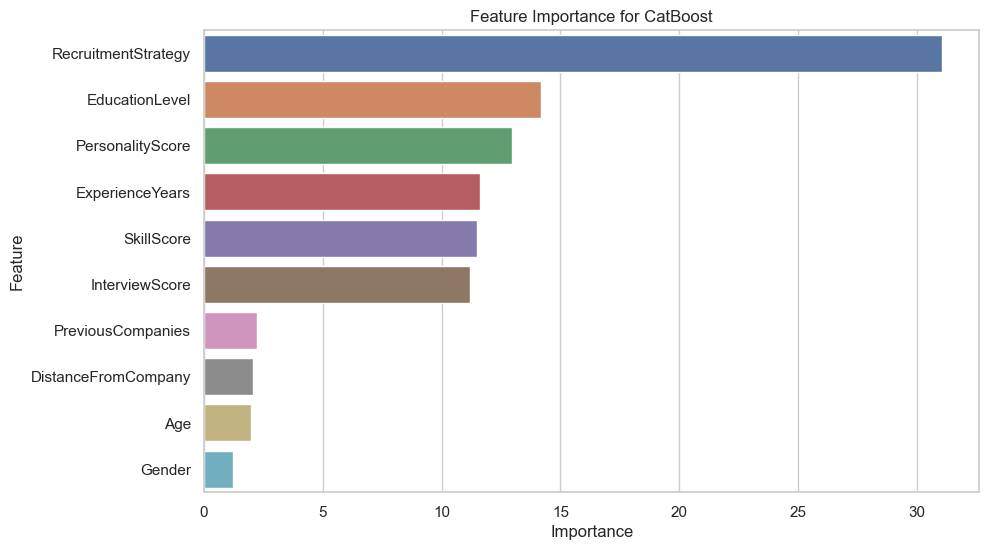 Feature Importance for CatBoost
RecruitmentStrategy
EducationLevel
PersonalityScore
ExperienceYears
SkillScore
InterviewScore
PreviousCompanies
DistanceFromCompany
Age
Gender
Feature
0 5 10 15 20 25 30
Importance